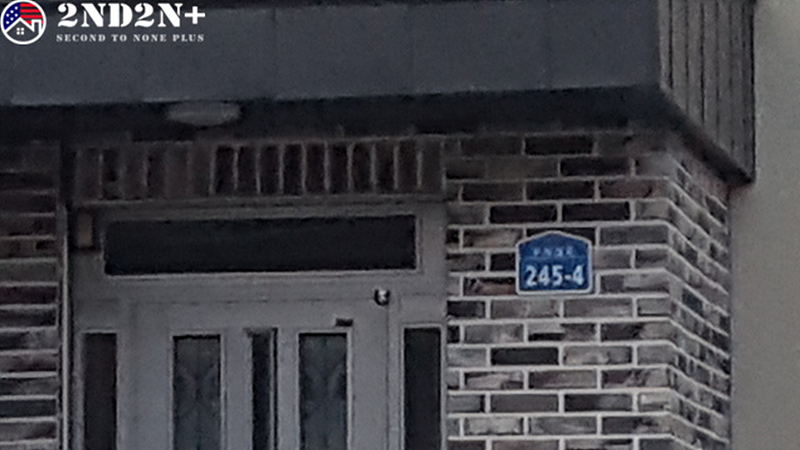 2ND2N+
SECOND TO NONE PLUS
245-4